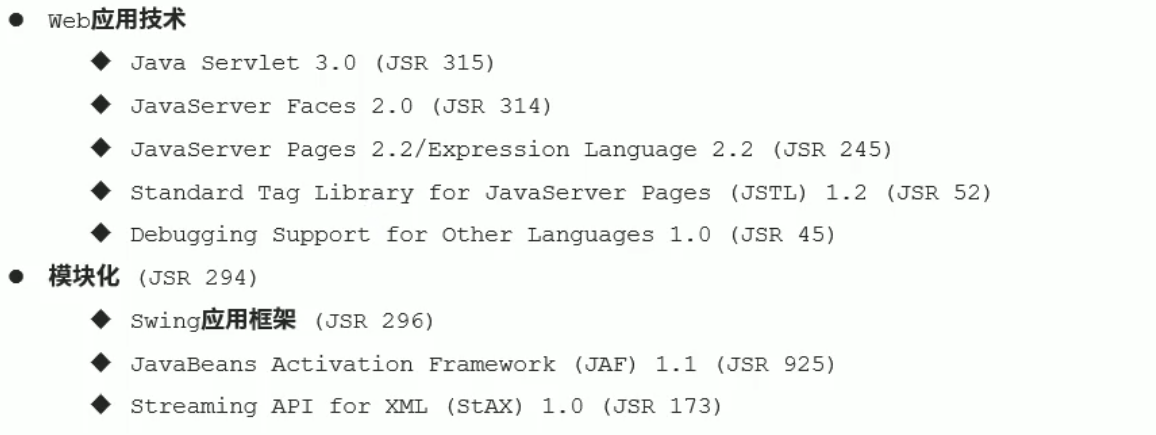 ● Web应用技术
◆ Java Servlet 3.0 (JSR 315)
◆ JavaServer Faces 2.0 (JSR 314)
◆ JavaServer Pages 2.2/Expression Language 2.2 (JSR 245)
◆ Standard Tag Library for JavaServer Pages (JSTL) 1.2 (JSR 52)
◆ Debugging Support for Other Languages 1.0 (JSR 45)
● 模块化 (JSR 294)
◆ Swing应用框架 (JSR 296)
◆ JavaBeans Activation Framework (JAF) 1.1 (JSR 925)
◆ Streaming API for XML (StAX) 1.0 (JSR 173)